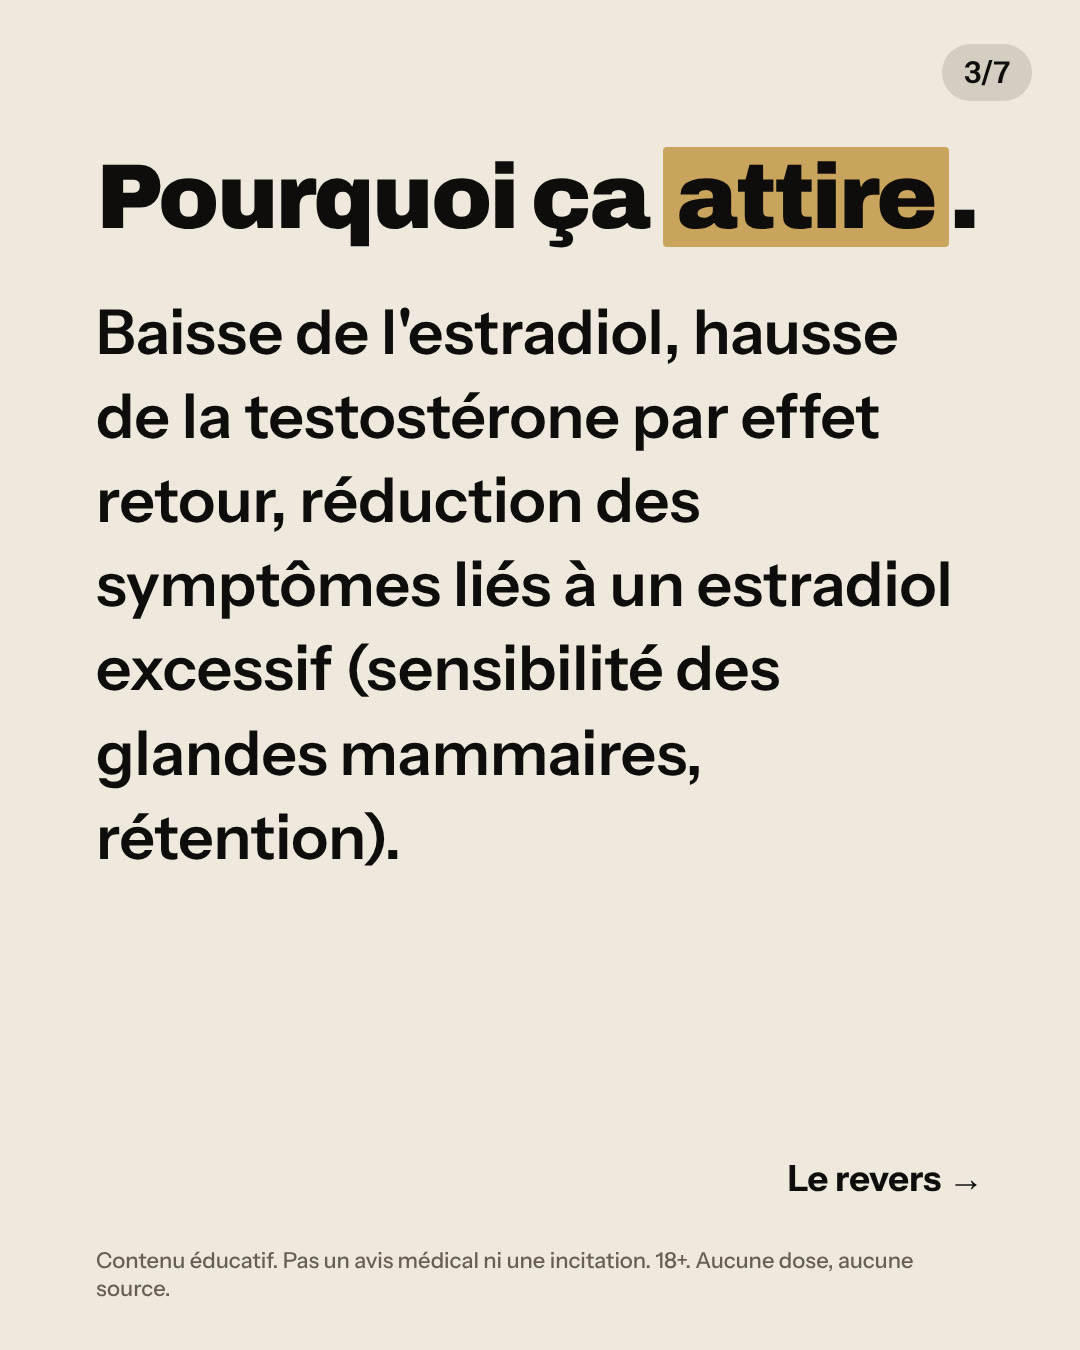 3/7
Pourquoi ça attire.
Baisse de l'estradiol, hausse
de la testostérone par effet
retour, réduction des
symptômes liés à un estradiol
excessif (sensibilité des
glandes mammaires,
rétention).
Le revers →
Contenu éducatif. Pas un avis médical ni une incitation. 18+. Aucune dose, aucune
source.